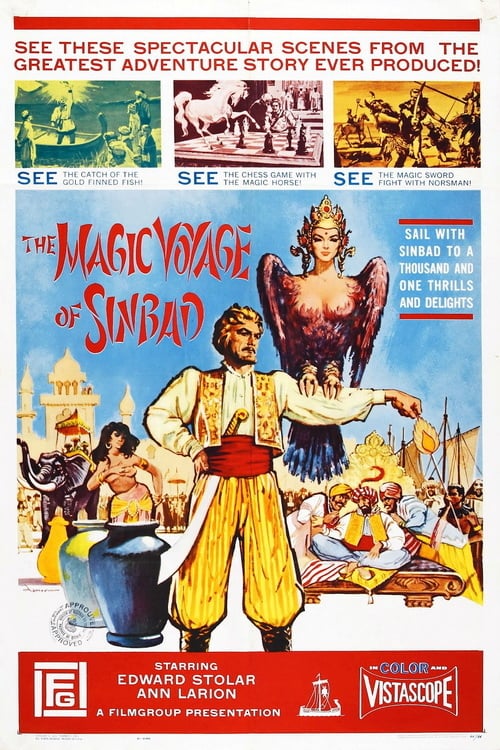 SEE THESE SPECTACULAR SCENES FROM THE
GREATEST ADVENTURE STORY EVER PRODUCED!
SEE THE CATCH OF THE
GOLD FINNED FISH!
SEE THE CHESS GAME WITH
THE MAGIC HORSE!
SEE THE MAGIC SWORD
FIGHT WITH NORSMAN!
THE MAGIC VOYAGE
OF SINBAD
SAIL WITH
SINBAD TO A
THOUSAND AND
ONE THRILLS
AND DELIGHTS
APPROVED
FG
STARRING
EDWARD STOLAR
ANN LARION
A FILMGROUP PRESENTATION
IN COLOR AND
VISTASCOPE